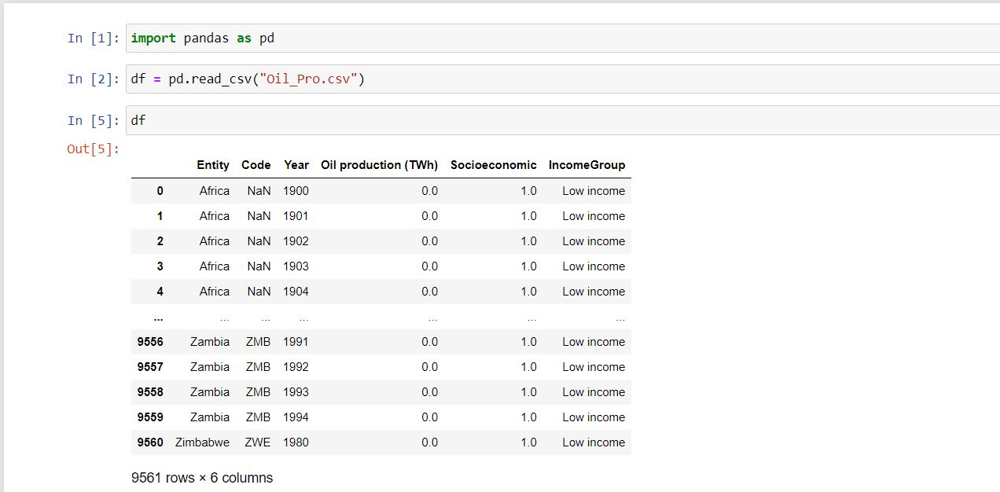 In [1]: import pandas as pd
In [2]: df = pd.read_csv("Oil_Pro.csv")
In [5]: df
Out[5]:
Entity Code Year Oil production (TWh) Socioeconomic IncomeGroup
0 Africa NaN 1900 0.0 1.0 Low income
1 Africa NaN 1901 0.0 1.0 Low income
2 Africa NaN 1902 0.0 1.0 Low income
3 Africa NaN 1903 0.0 1.0 Low income
4 Africa NaN 1904 0.0 1.0 Low income
... ... ... ... ... ... ...
9556 Zambia ZMB 1991 0.0 1.0 Low income
9557 Zambia ZMB 1992 0.0 1.0 Low income
9558 Zambia ZMB 1993 0.0 1.0 Low income
9559 Zambia ZMB 1994 0.0 1.0 Low income
9560 Zimbabwe ZWE 1980 0.0 1.0 Low income
9561 rows × 6 columns